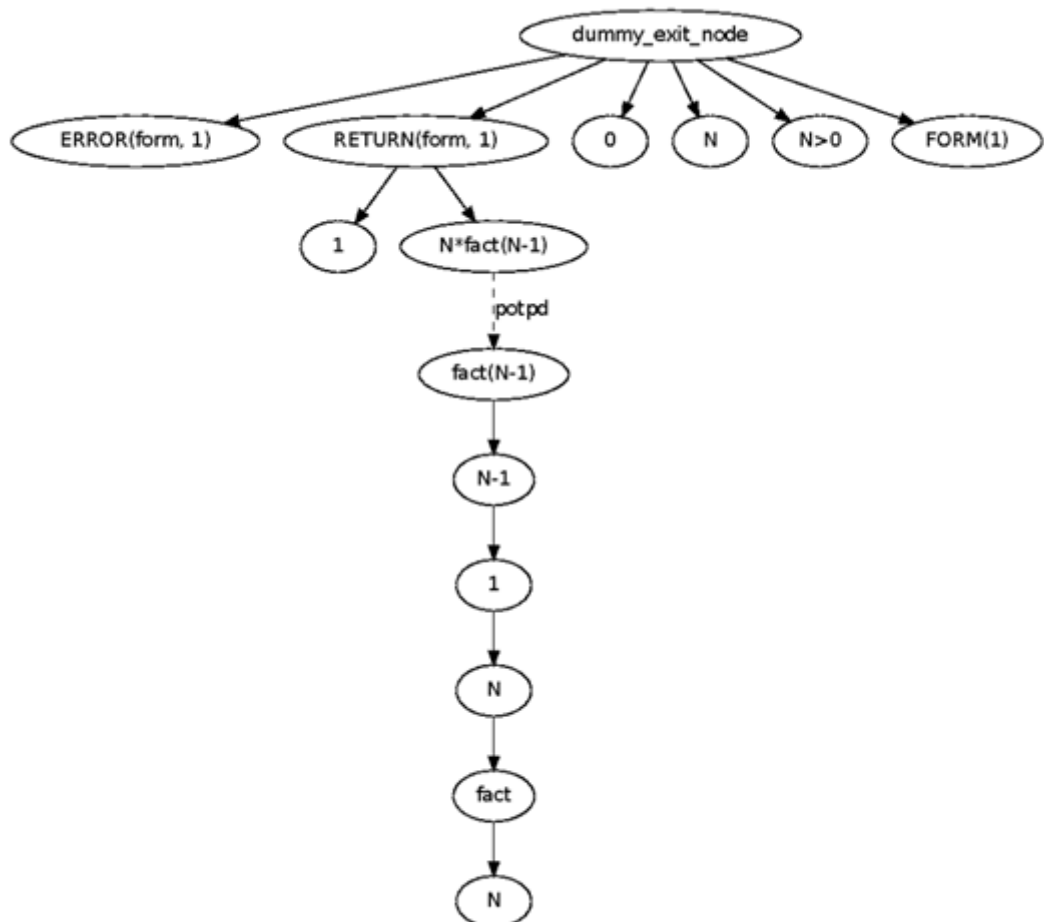 dummy_exit_node
ERROR(form, 1)
RETURN(form, 1)
0
N
N>0
FORM(1)
1
N*fact(N-1)
potpd
fact(N-1)
N-1
1
N
fact
N